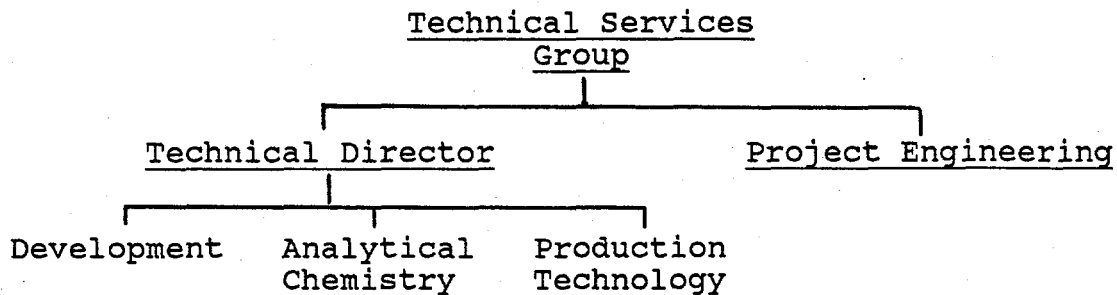 Technical Services
Group
Technical Director
Project Engineering
Development
Analytical
Chemistry
Production
Technology